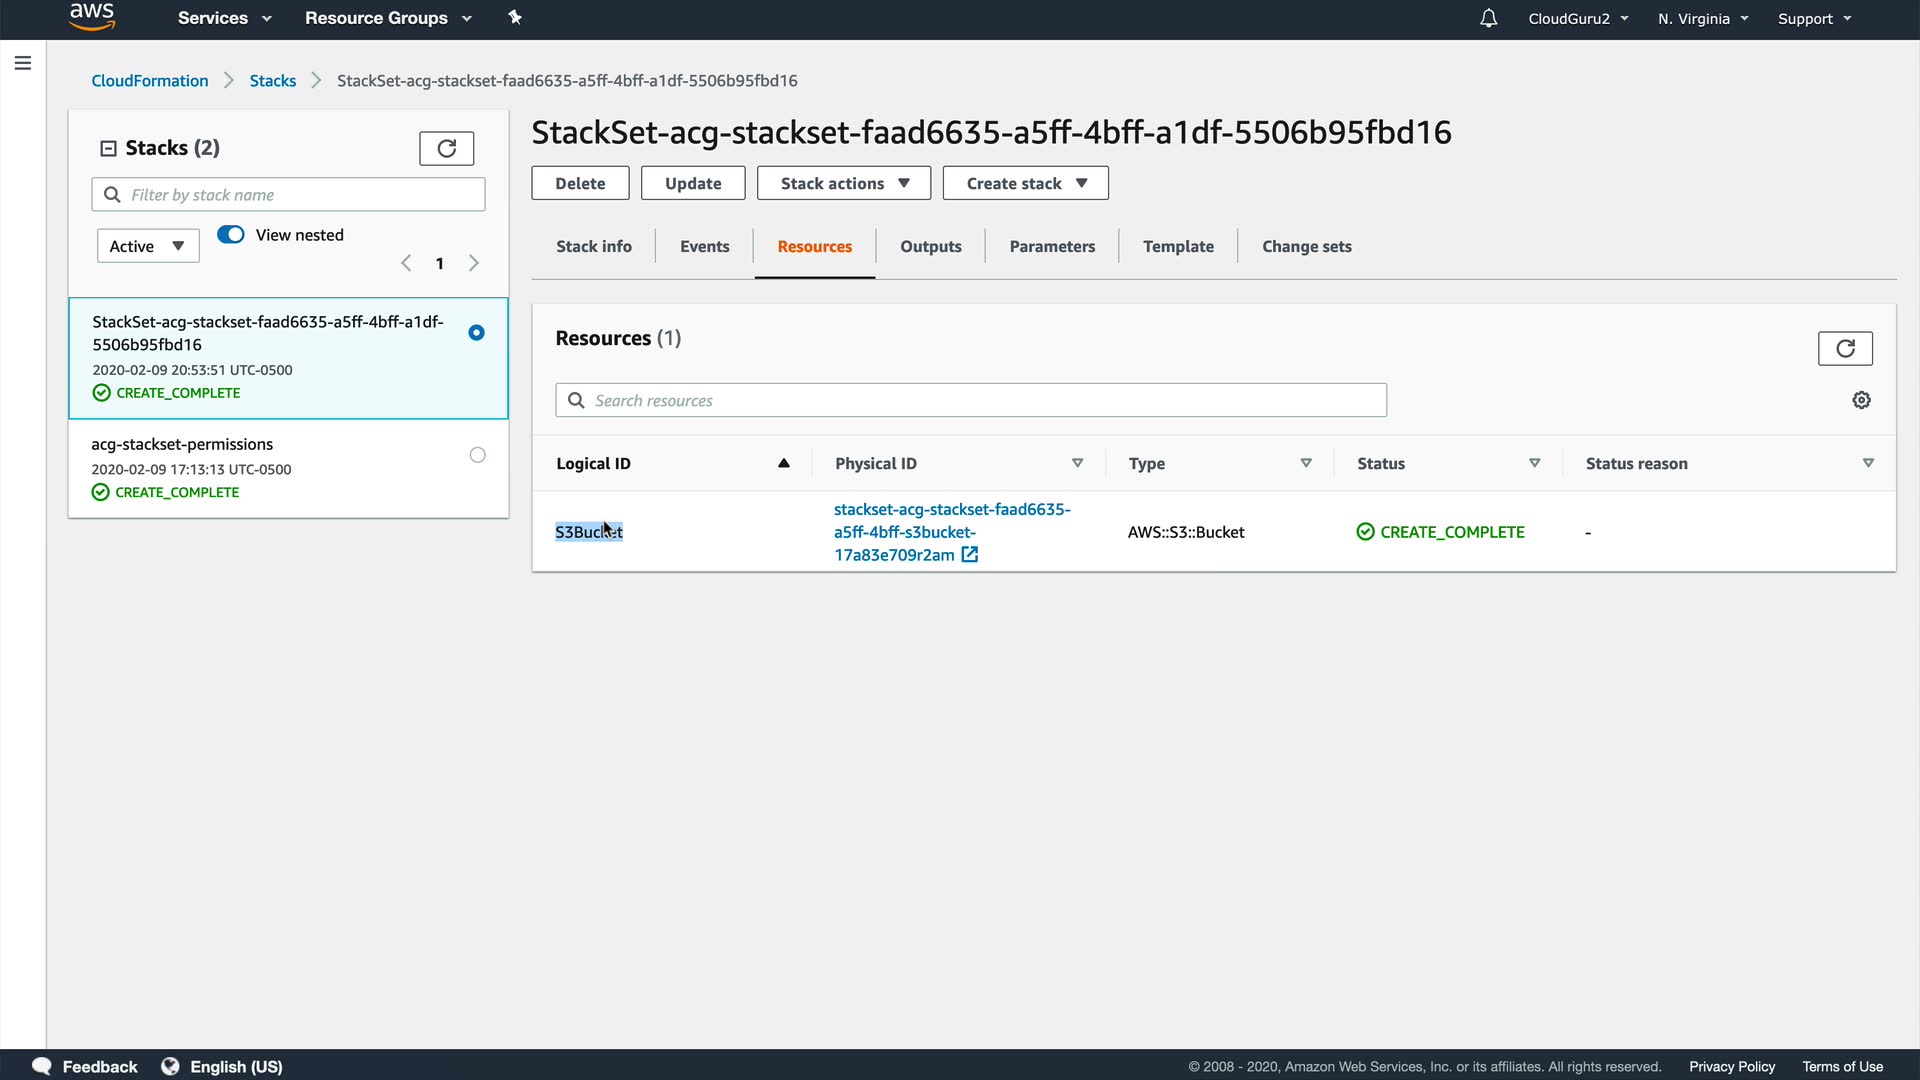 aws
Services
Resource Groups
CloudGuru2
N. Virginia
Support
CloudFormation
Stacks
StackSet-acg-stackset-faad6635-a5ff-4bff-a1df-5506b95fbd16
Stacks (2)
Filter by stack name
Active
View nested
1
StackSet-acg-stackset-faad6635-a5ff-4bff-a1df-
5506b95fbd16
2020-02-09 20:53:51 UTC-0500
CREATE_COMPLETE
acg-stackset-permissions
2020-02-09 17:13:13 UTC-0500
CREATE_COMPLETE
StackSet-acg-stackset-faad6635-a5ff-4bff-a1df-5506b95fbd16
Delete
Update
Stack actions
Create stack
Stack info
Events
Resources
Outputs
Parameters
Template
Change sets
Resources (1)
Search resources
Logical ID
Physical ID
Type
Status
Status reason
S3Bucket
stackset-acg-stackset-faad6635-
a5ff-4bff-s3bucket-
17a83e709r2am
AWS::S3::Bucket
CREATE_COMPLETE
-
Feedback
English (US)
© 2008 - 2020, Amazon Web Services, Inc. or its affiliates. All rights reserved.
Privacy Policy
Terms of Use